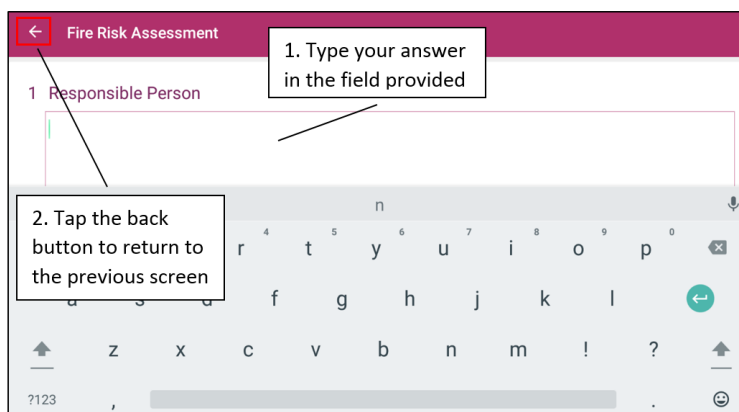 Fire Risk Assessment
1. Type your answer
in the field provided
1 Responsible Person
n
2. Tap the back
button to return to
the previous screen
r 4 t 5 y 6 u 7 i 8 o 9 p 0
f g h j k l
z x c v b n m ! ?
?123 , .